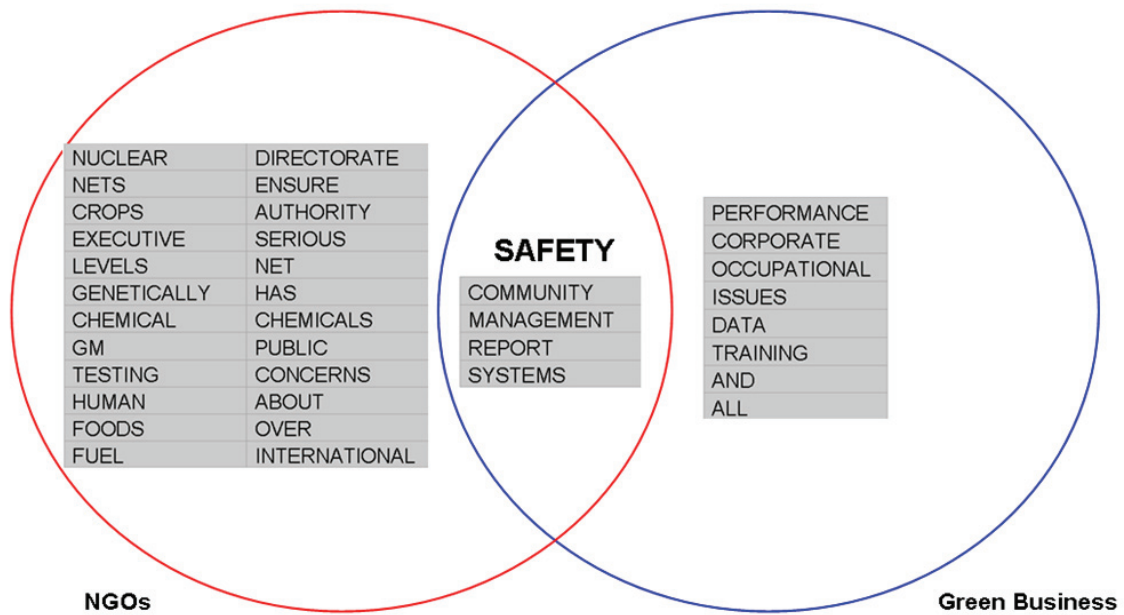 NUCLEAR DIRECTORATE
NETS ENSURE
CROPS AUTHORITY
EXECUTIVE SERIOUS
LEVELS NET
GENETICALLY HAS
CHEMICAL CHEMICALS
GM PUBLIC
TESTING CONCERNS
HUMAN ABOUT
FOODS OVER
FUEL INTERNATIONAL
SAFETY
COMMUNITY
MANAGEMENT
REPORT
SYSTEMS
PERFORMANCE
CORPORATE
OCCUPATIONAL
ISSUES
DATA
TRAINING
AND
ALL
NGOs
Green Business